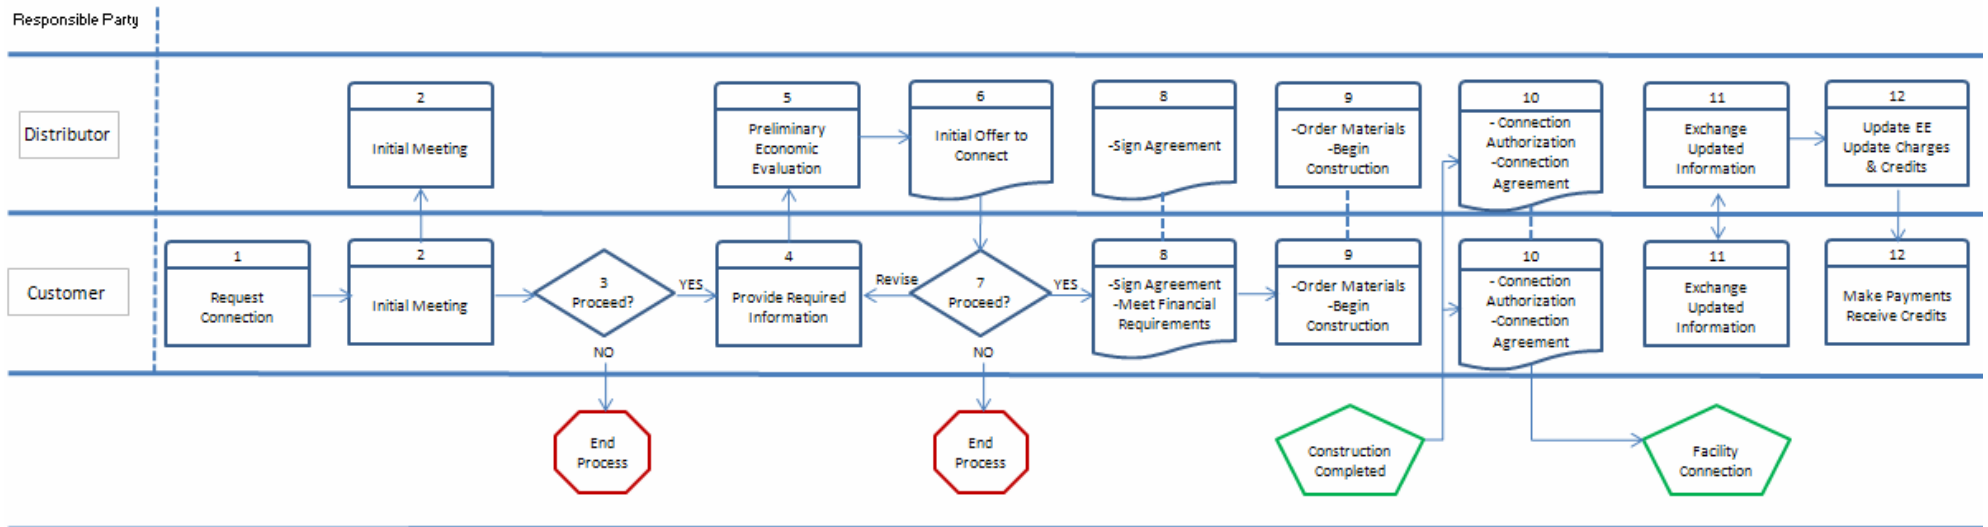 Responsible Party
Distributor
2
Initial Meeting
5
Preliminary
Economic
Evaluation
6
Initial Offer to
Connect
8
-Sign Agreement
9
-Order Materials
-Begin
Construction
10
- Connection
Authorization
-Connection
Agreement
11
Exchange
Updated
Information
12
Update EE
Update Charges
& Credits
Customer
1
Request
Connection
2
Initial Meeting
3
Proceed?
YES
NO
4
Provide Required
Information
Revise
7
Proceed?
YES
NO
8
-Sign Agreement
-Meet Financial
Requirements
9
-Order Materials
-Begin
Construction
10
- Connection
Authorization
-Connection
Agreement
11
Exchange
Updated
Information
12
Make Payments
Receive Credits
End
Process
End
Process
Construction
Completed
Facility
Connection